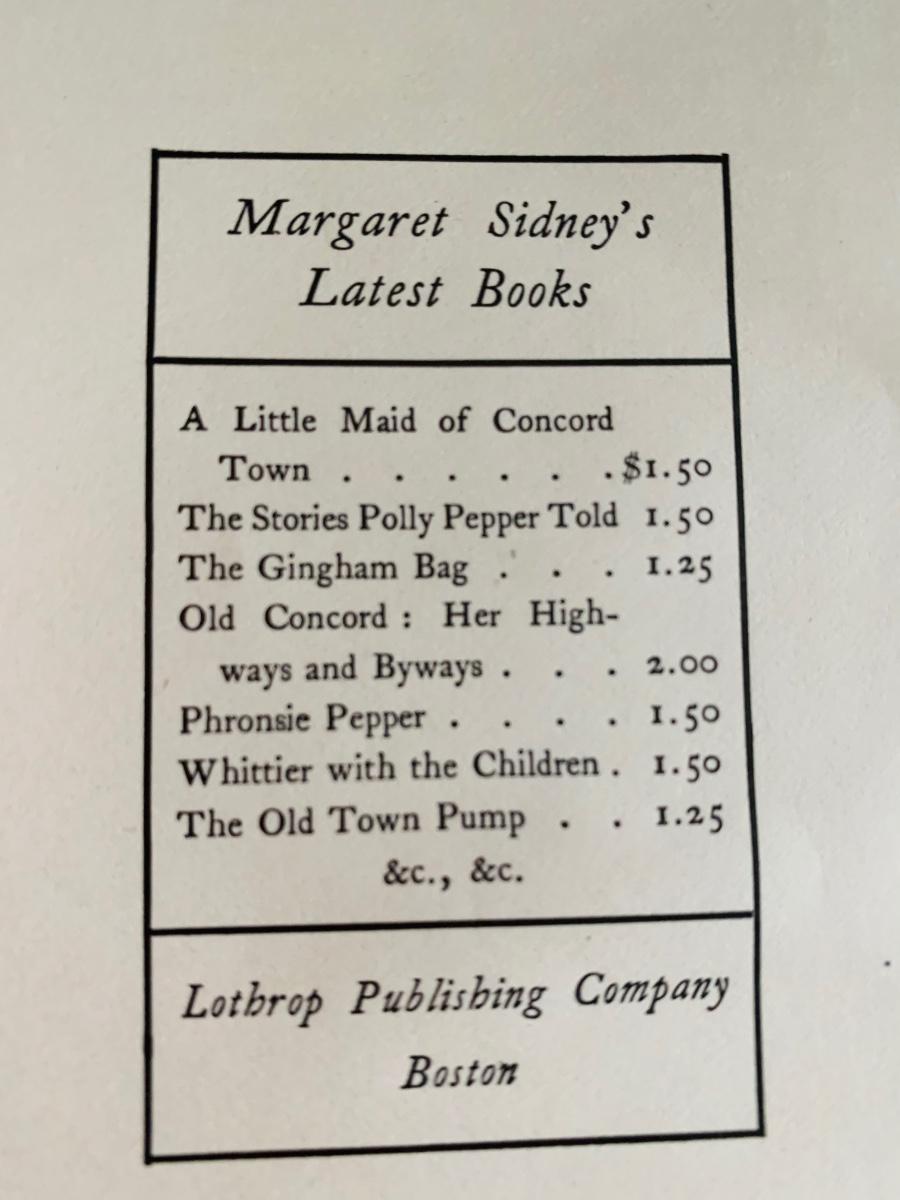 Margaret Sidney's
Latest Books
A Little Maid of Concord
Town . . . . . . $1.50
The Stories Polly Pepper Told 1.50
The Gingham Bag . . . 1.25
Old Concord : Her High-
ways and Byways . . . 2.00
Phronsie Pepper . . . . 1.50
Whittier with the Children . 1.50
The Old Town Pump . . 1.25
&c., &c.
Lothrop Publishing Company
Boston